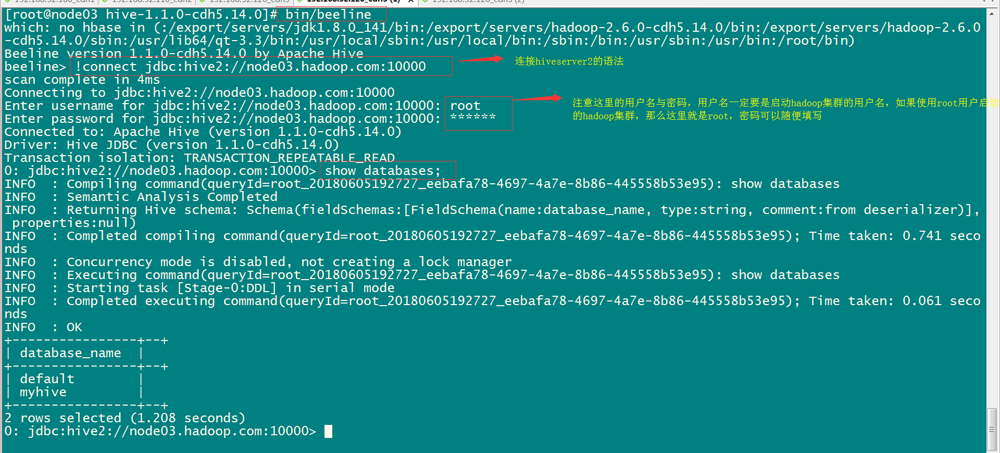 192.168.52.120_cdh5 (1)
192.168.52.120_cdh5 (2)
[root@node03 hive-1.1.0-cdh5.14.0]# bin/beeline
which: no hbase in (:/export/servers/jdk1.8.0_141/bin:/export/servers/hadoop-2.6.0-cdh5.14.0/bin:/export/servers/hadoop-2.6.0
-cdh5.14.0/sbin:/usr/lib64/qt-3.3/bin:/usr/local/sbin:/usr/local/bin:/sbin:/bin:/usr/sbin:/usr/bin:/root/bin)
Beeline version 1.1.0-cdh5.14.0 by Apache Hive
beeline> !connect jdbc:hive2://node03.hadoop.com:10000
连接hiveserver2的语法
scan complete in 4ms
Connecting to jdbc:hive2://node03.hadoop.com:10000
Enter username for jdbc:hive2://node03.hadoop.com:10000: root
Enter password for jdbc:hive2://node03.hadoop.com:10000: ******
注意这里的用户名与密码，用户名一定要是启动hadoop集群的用户名，如果使用root用户启动
的hadoop集群，那么这里就是root，密码可以随便填写
Connected to: Apache Hive (version 1.1.0-cdh5.14.0)
Driver: Hive JDBC (version 1.1.0-cdh5.14.0)
Transaction isolation: TRANSACTION_REPEATABLE_READ
0: jdbc:hive2://node03.hadoop.com:10000> show databases;
INFO  : Compiling command(queryId=root_20180605192727_eebafa78-4697-4a7e-8b86-445558b53e95): show databases
INFO  : Semantic Analysis Completed
INFO  : Returning Hive schema: Schema(fieldSchemas:[FieldSchema(name:database_name, type:string, comment:from deserializer)],
properties:null)
INFO  : Completed compiling command(queryId=root_20180605192727_eebafa78-4697-4a7e-8b86-445558b53e95); Time taken: 0.741 seco
nds
INFO  : Concurrency mode is disabled, not creating a lock manager
INFO  : Executing command(queryId=root_20180605192727_eebafa78-4697-4a7e-8b86-445558b53e95): show databases
INFO  : Starting task [Stage-0:DDL] in serial mode
INFO  : Completed executing command(queryId=root_20180605192727_eebafa78-4697-4a7e-8b86-445558b53e95); Time taken: 0.061 seco
nds
INFO  : OK
+----------------+--+
| database_name  |
+----------------+--+
| default        |
| myhive         |
+----------------+--+
2 rows selected (1.208 seconds)
0: jdbc:hive2://node03.hadoop.com:10000>